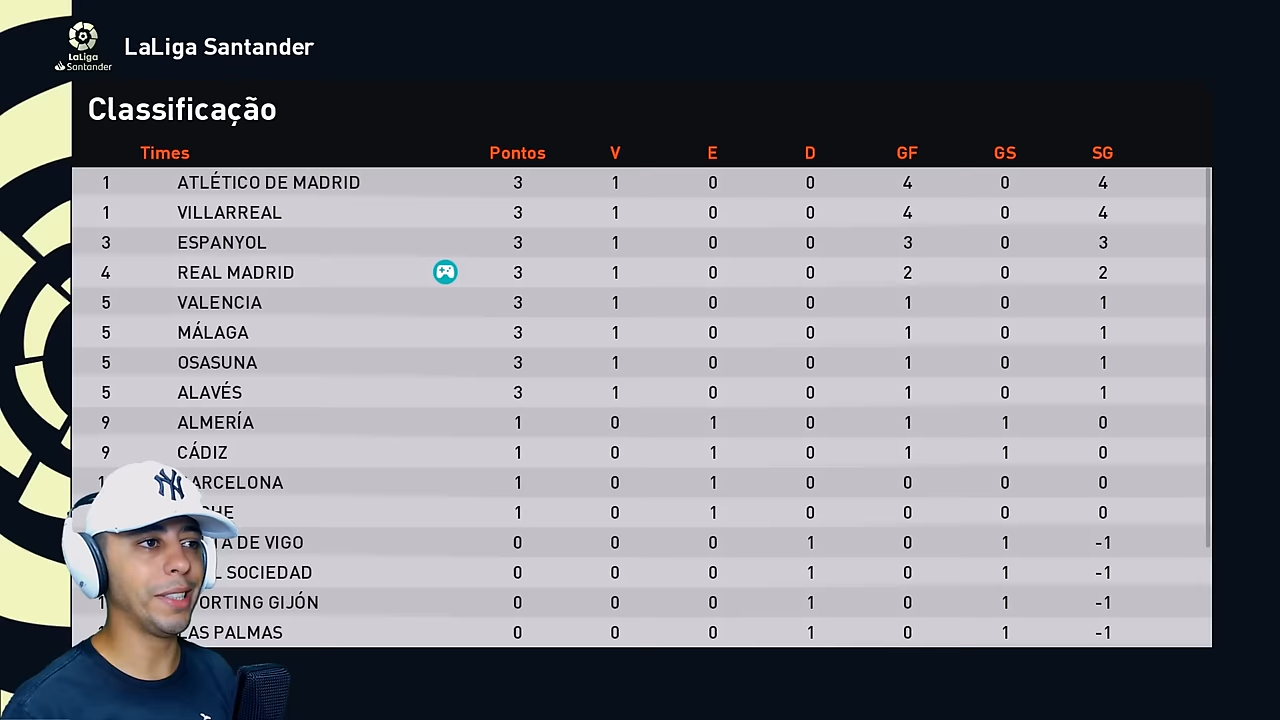 LaLiga
Santander
LaLiga Santander
Classificação
Times Pontos V E D GF GS SG
1 ATLÉTICO DE MADRID 3 1 0 0 4 0 4
1 VILLARREAL 3 1 0 0 4 0 4
3 ESPANYOL 3 1 0 0 3 0 3
4 REAL MADRID 3 1 0 0 2 0 2
5 VALENCIA 3 1 0 0 1 0 1
5 MÁLAGA 3 1 0 0 1 0 1
5 OSASUNA 3 1 0 0 1 0 1
5 ALAVÉS 3 1 0 0 1 0 1
9 ALMERÍA 1 0 1 0 1 1 0
9 CÁDIZ 1 0 1 0 1 1 0
ARCELONA 1 0 1 0 0 0 0
HE 1 0 1 0 0 0 0
TA DE VIGO 0 0 0 1 0 1 -1
L SOCIEDAD 0 0 0 1 0 1 -1
1 PORTING GIJÓN 0 0 0 1 0 1 -1
LAS PALMAS 0 0 0 1 0 1 -1
NY